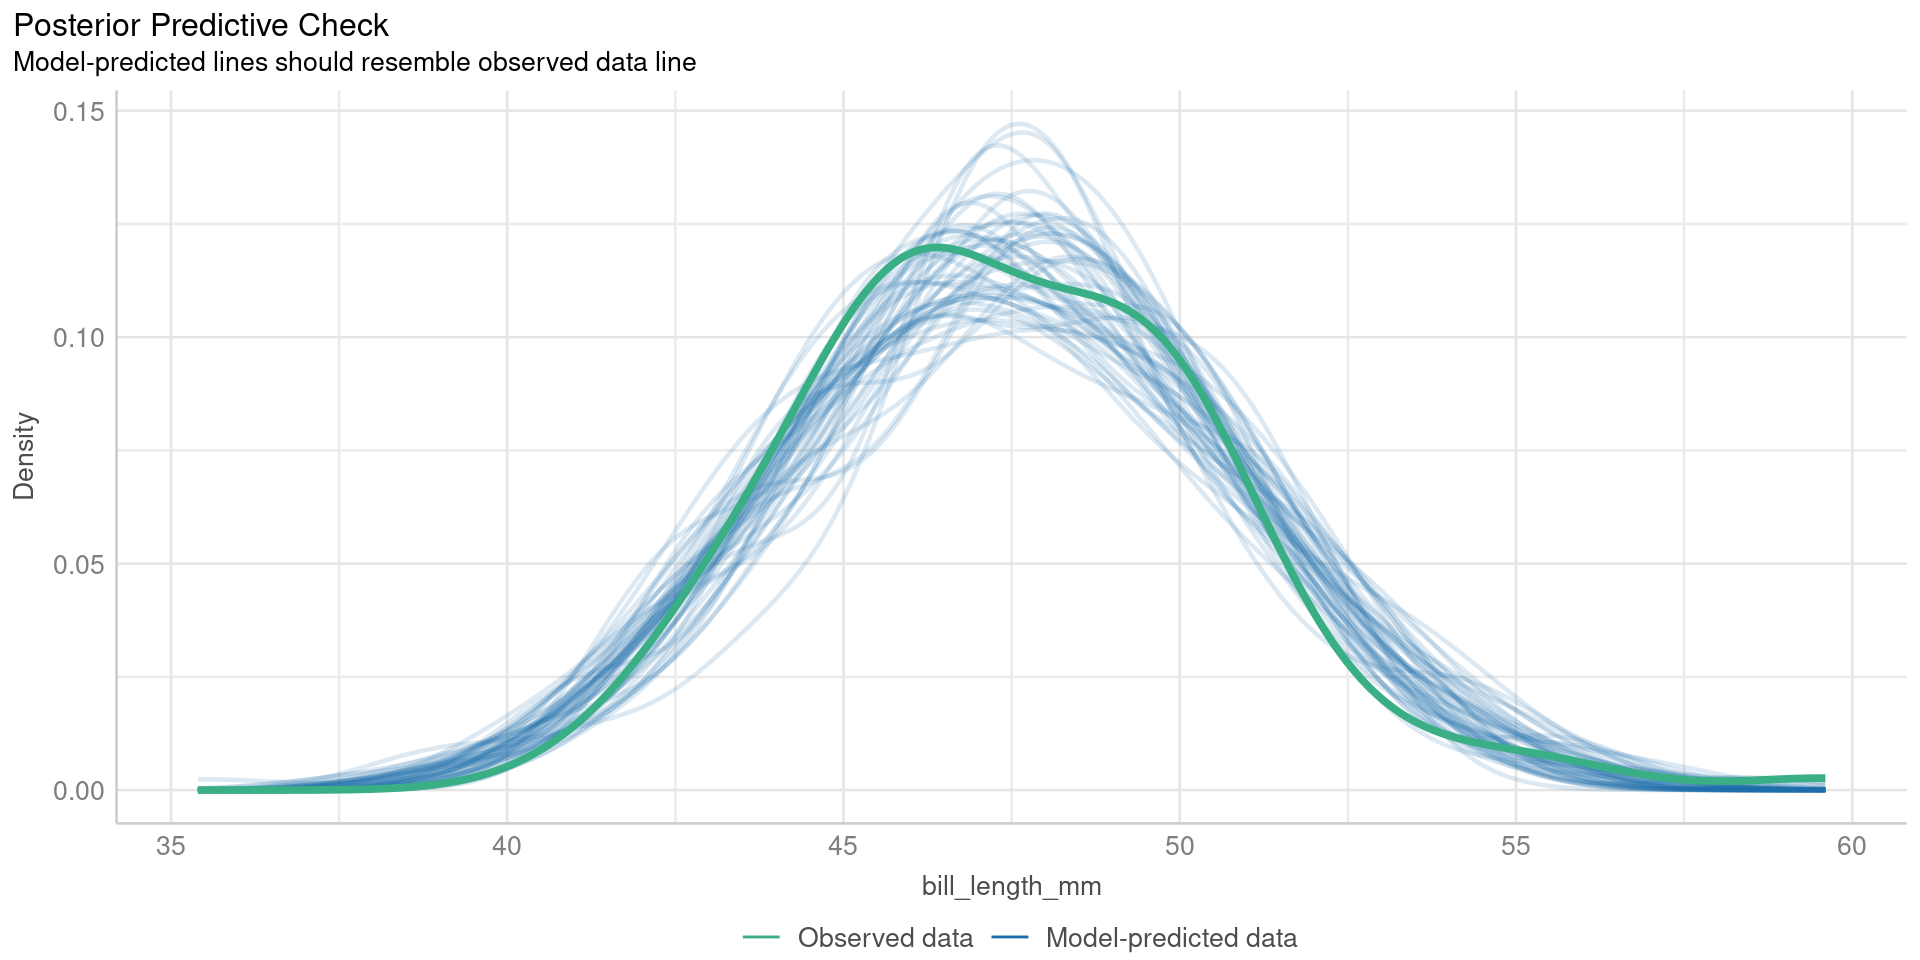 Posterior Predictive Check
Model-predicted lines should resemble observed data line
0.15
0.10
0.05
0.00
Density
35 40 45 50 55 60
bill_length_mm
Observed data Model-predicted data